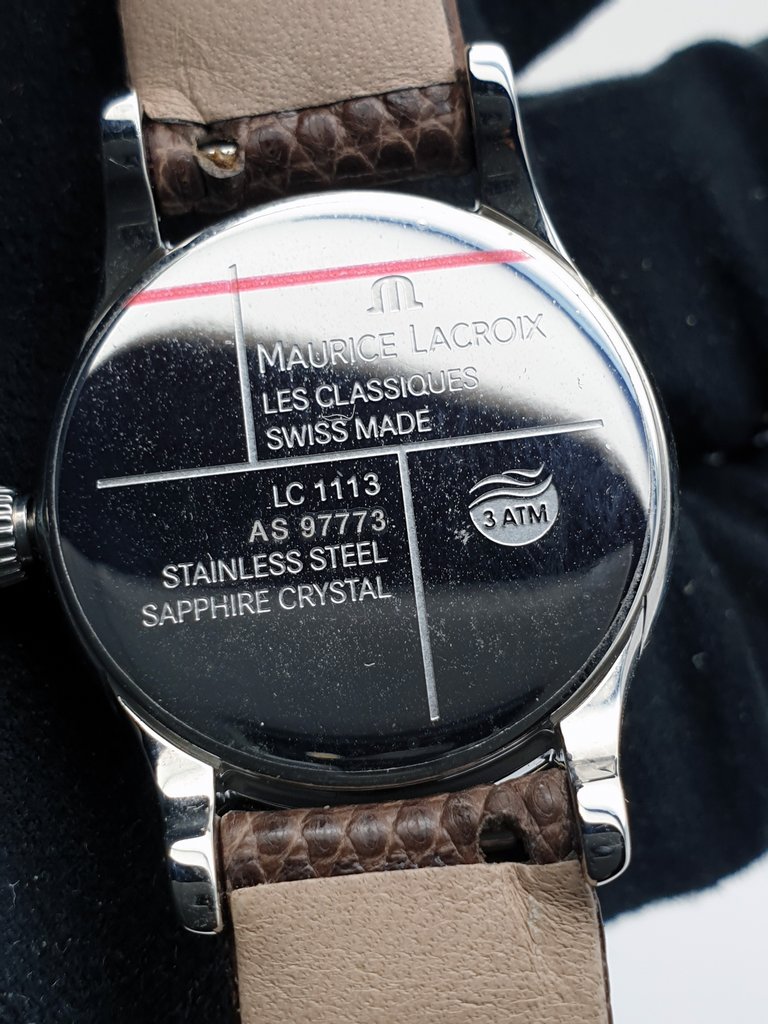 MAURICE LACROIX
LES CLASSIQUES
SWISS MADE
LC 1113
AS 97773
STAINLESS STEEL
SAPPHIRE CRYSTAL
3 ATM